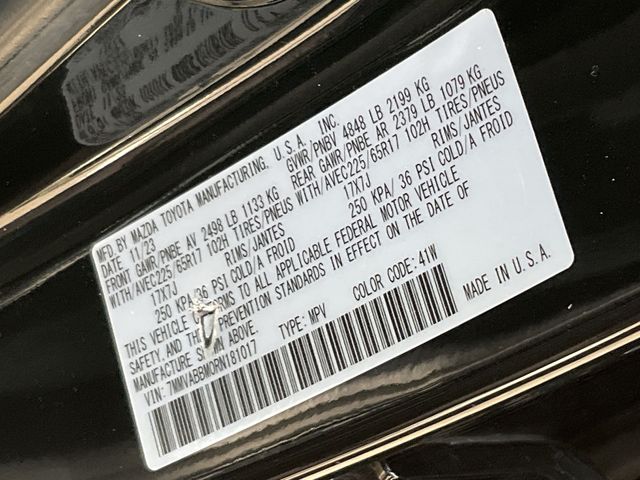 MFD BY MAZDA TOYOTA MANUFACTURING, U.S.A. INC.
DATE 11/23 GVWR/PNBV 4848 LB 2199 KG
FRONT GAWR/PNBE AV 2498 LB 1133 KG REAR GAWR/PNBE AR 2379 LB 1079 KG
WITH/AVEC225/65R17 102H TIRES/PNEUS WITH/AVEC225/65R17 102H TIRES/PNEUS
17X7J RIMS/JANTES 17X7J RIMS/JANTES
250 KPA/ 36 PSI COLD/A FROID 250 KPA/ 36 PSI COLD/A FROID
THIS VEHICLE TO ALL APPLICABLE FEDERAL MOTOR VEHICLE
SAFETY, AND PREVENTION STANDARDS IN EFFECT ON THE DATE OF
MANUFACTURE ABOVE.
VIN: 7MMVABBM0RN181017 TYPE: MPV COLOR CODE: 41W
MADE IN U.S.A.